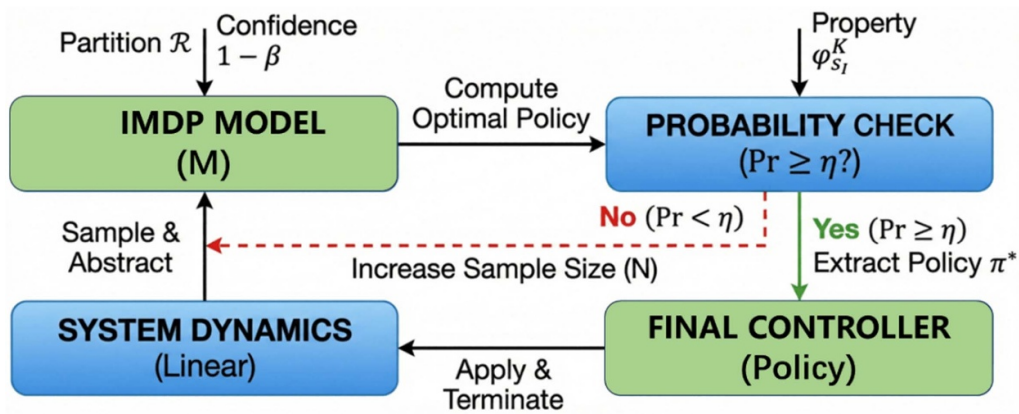 Partition ℛ
Confidence
1 − β
Property
φ_{s_I}^K
IMDP MODEL
(M)
Compute
Optimal Policy
PROBABILITY CHECK
(Pr ≥ η?)
Sample &
Abstract
No (Pr < η)
Increase Sample Size (N)
Yes (Pr ≥ η)
Extract Policy π*
SYSTEM DYNAMICS
(Linear)
Apply &
Terminate
FINAL CONTROLLER
(Policy)